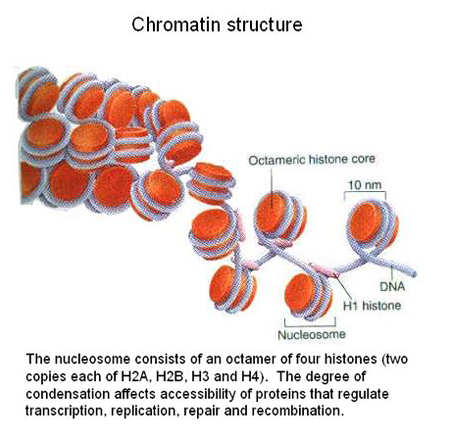 Chromatin structure
Octameric histone core
10 nm
DNA
H1 histone
Nucleosome
The nucleosome consists of an octamer of four histones (two
copies each of H2A, H2B, H3 and H4).  The degree of
condensation affects accessibility of proteins that regulate
transcription, replication, repair and recombination.